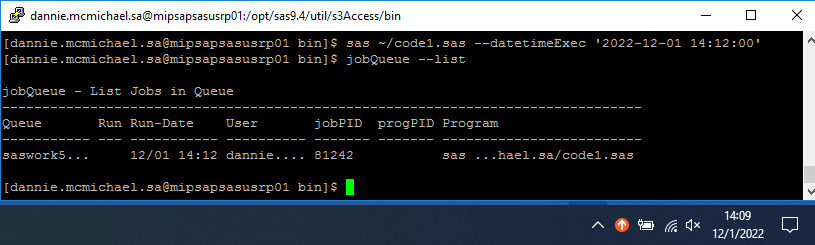 dannie.mcmichael.sa@mipsapsasusrp01:/opt/sas9.4/util/s3Access/bin
[dannie.mcmichael.sa@mipsapsasusrp01 bin]$ sas ~/code1.sas --datetimeExec '2022-12-01 14:12:00'
[dannie.mcmichael.sa@mipsapsasusrp01 bin]$ jobQueue --list
jobQueue - List Jobs in Queue
-------------------------------------------------------------------------------
Queue Run Run-Date User jobPID progPID Program
----------- --- ----------- ---------- ------- ------- ------------------------
saswork5... 12/01 14:12 dannie.... 81242 sas ...hael.sa/code1.sas
[dannie.mcmichael.sa@mipsapsasusrp01 bin]$
14:09
12/1/2022